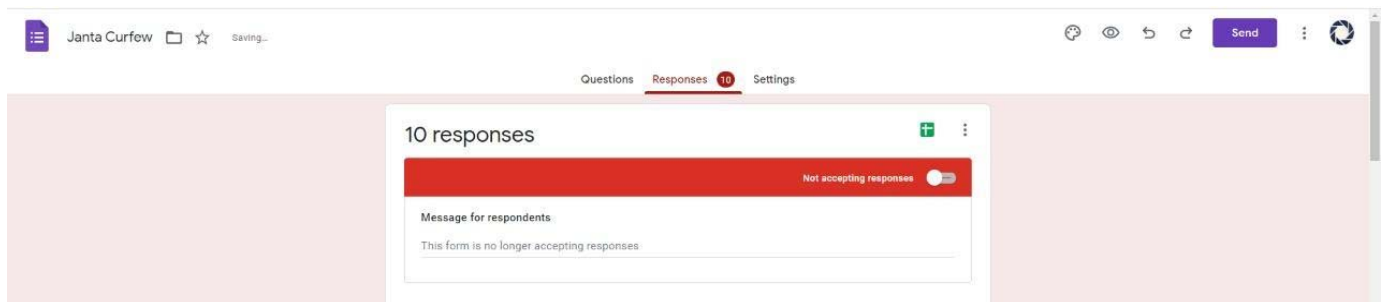 Janta Curfew Saving... Send
Questions Responses 10 Settings
10 responses
Not accepting responses
Message for respondents
This form is no longer accepting responses